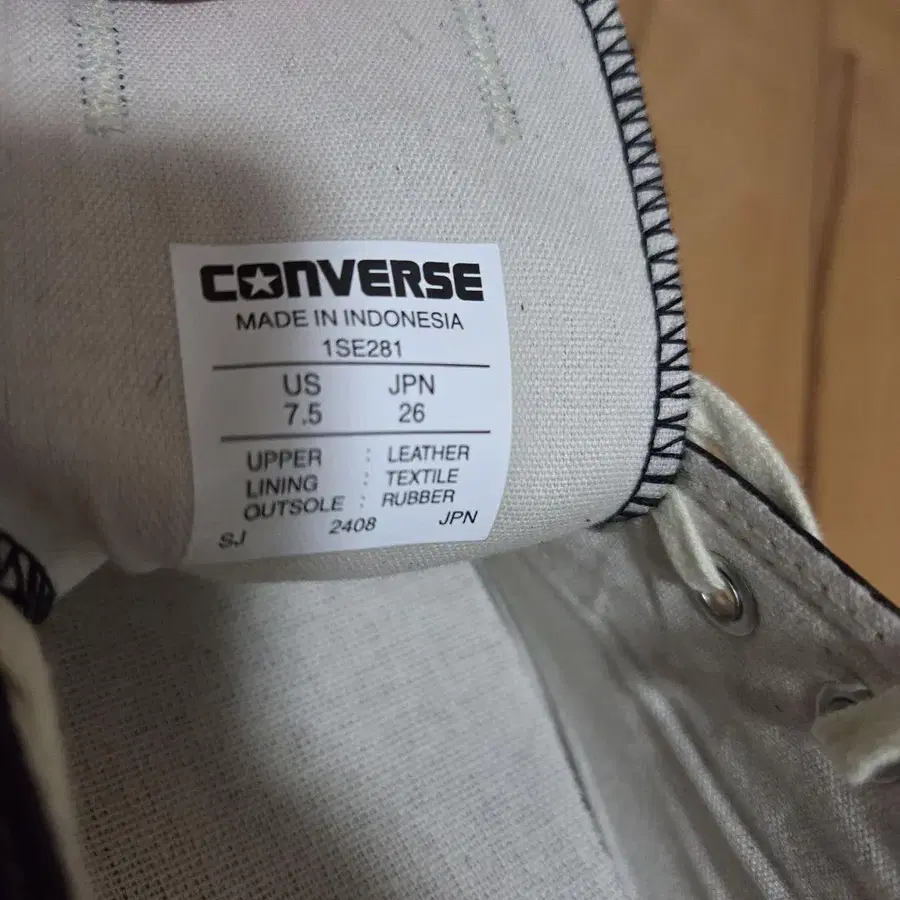 CONVERSE
MADE IN INDONESIA
1SE281
US JPN
7.5 26
UPPER : LEATHER
LINING : TEXTILE
OUTSOLE : RUBBER
SJ 2408 JPN